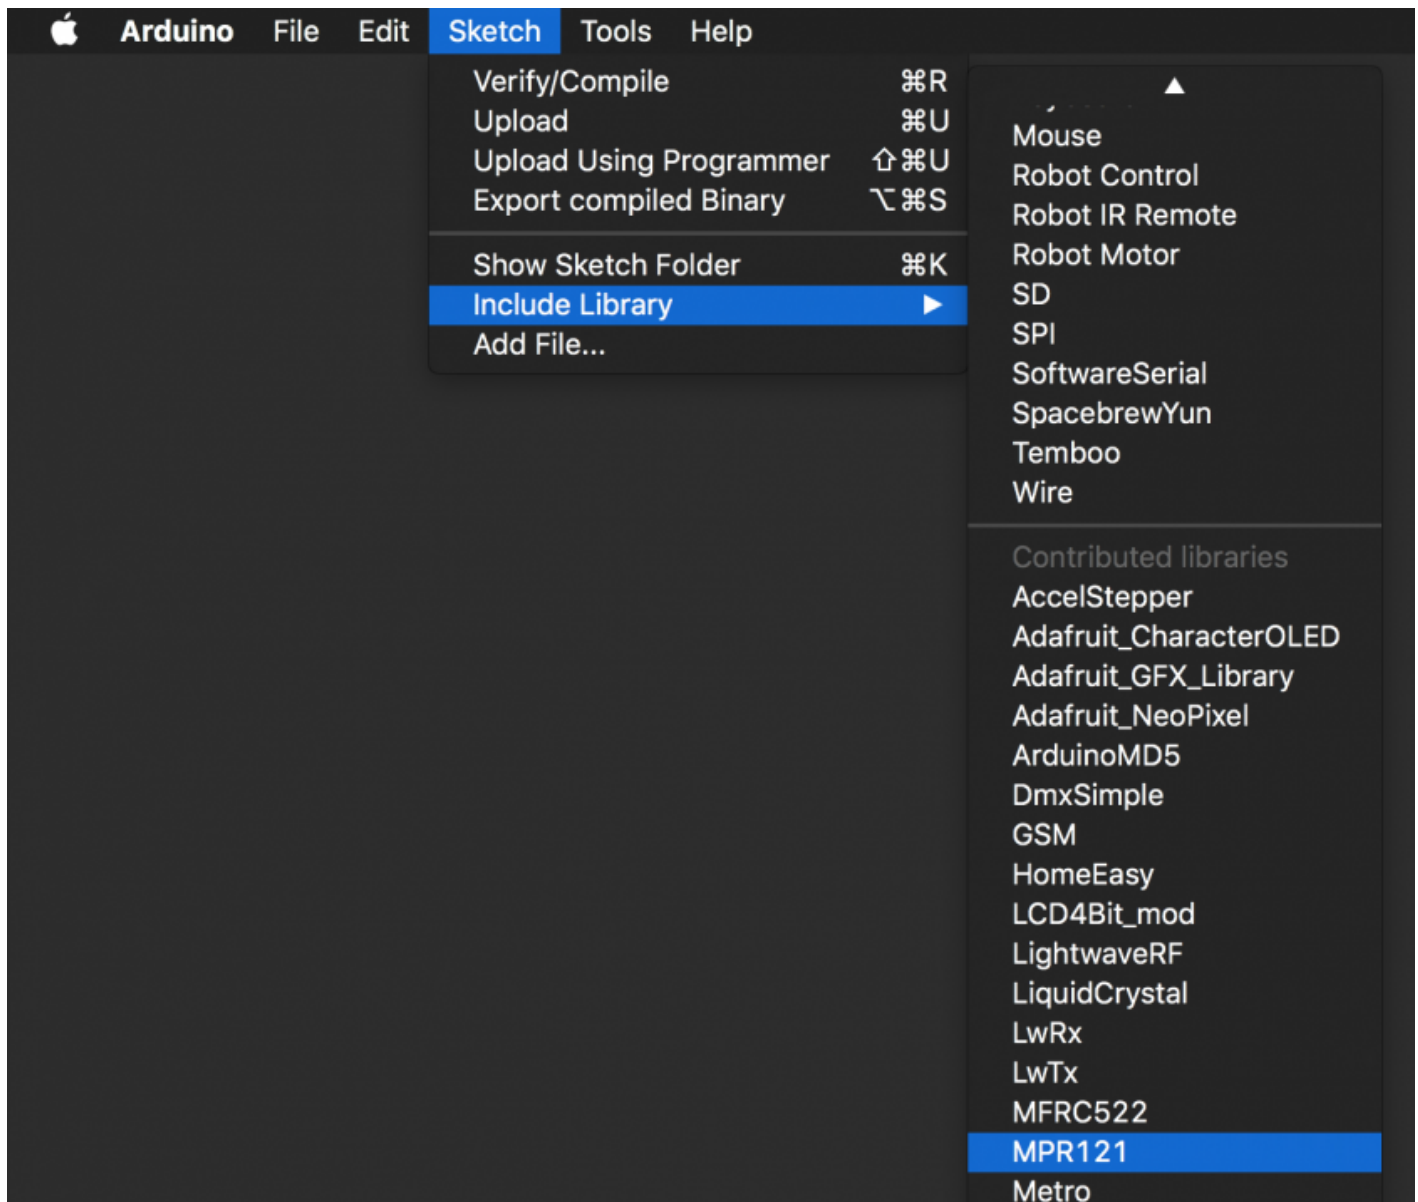 Arduino File Edit Sketch Tools Help
Verify/Compile ⌘R
Upload ⌘U
Upload Using Programmer ⇧⌘U
Export compiled Binary ⌥⌘S
Show Sketch Folder ⌘K
Include Library ▶
Add File...
Mouse
Robot Control
Robot IR Remote
Robot Motor
SD
SPI
SoftwareSerial
SpacebrewYun
Temboo
Wire
Contributed libraries
AccelStepper
Adafruit_CharacterOLED
Adafruit_GFX_Library
Adafruit_NeoPixel
ArduinoMD5
DmxSimple
GSM
HomeEasy
LCD4Bit_mod
LightwaveRF
LiquidCrystal
LwRx
LwTx
MFRC522
MPR121
Metro